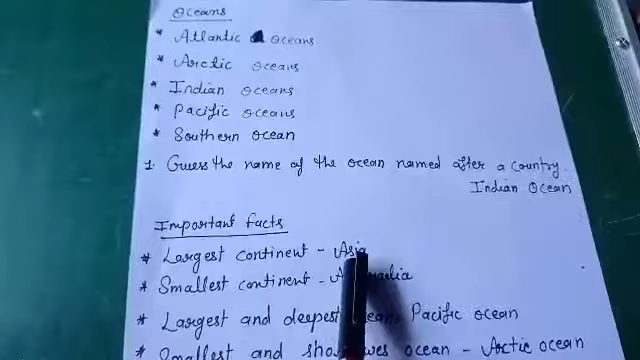 Oceans
* Atlantic oceans
* Arctic oceans
* Indian oceans
* Pacific oceans
* Southern ocean
1. Guess the name of the ocean named after a country.
Indian Ocean
Important facts
* Largest continent - Asia
* Smallest continent -
* Largest and deepest Pacific ocean
* Smallest and ocean - Arctic ocean